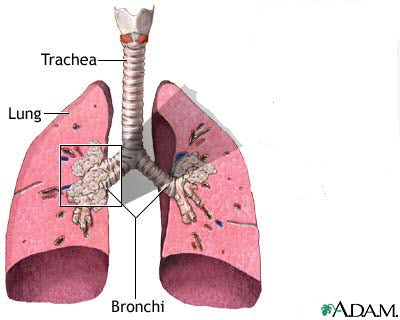 Trachea
Lung
Bronchi
A.D.A.M.